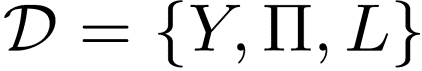 𝒟 = {Y, Π, L}